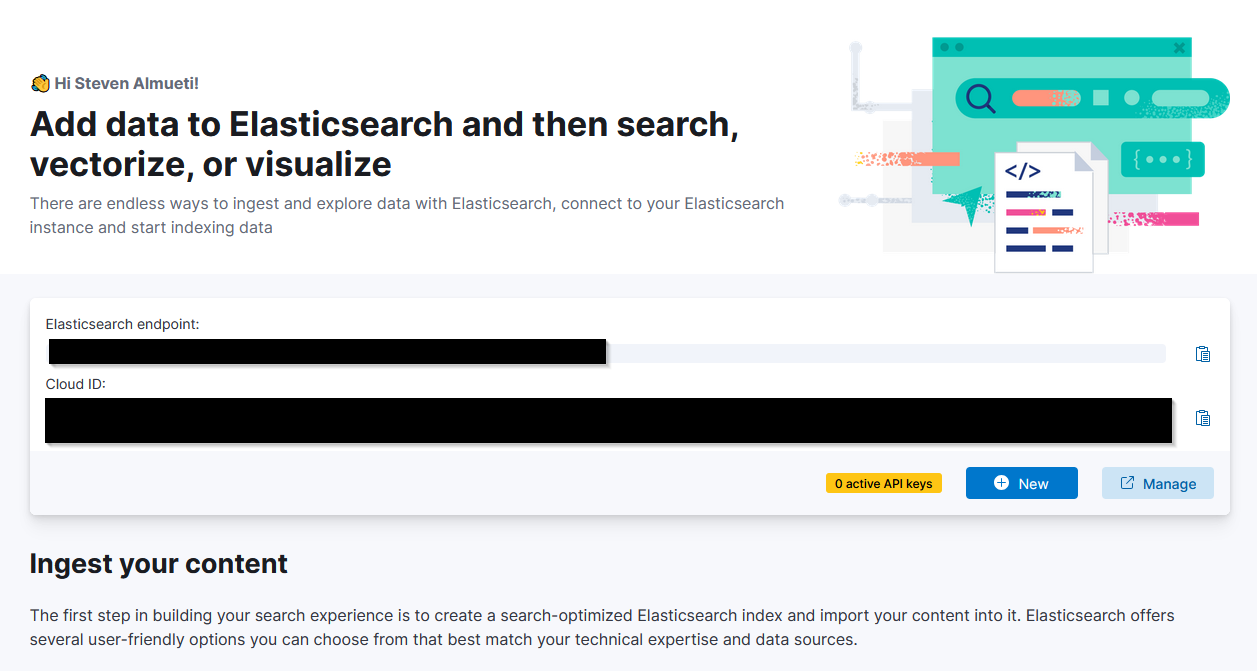 Hi Steven Almueti!
Add data to Elasticsearch and then search,
vectorize, or visualize
There are endless ways to ingest and explore data with Elasticsearch, connect to your Elasticsearch
instance and start indexing data
</>
{•••}
Elasticsearch endpoint:
Cloud ID:
0 active API keys
New
Manage
Ingest your content
The first step in building your search experience is to create a search-optimized Elasticsearch index and import your content into it. Elasticsearch offers
several user-friendly options you can choose from that best match your technical expertise and data sources.